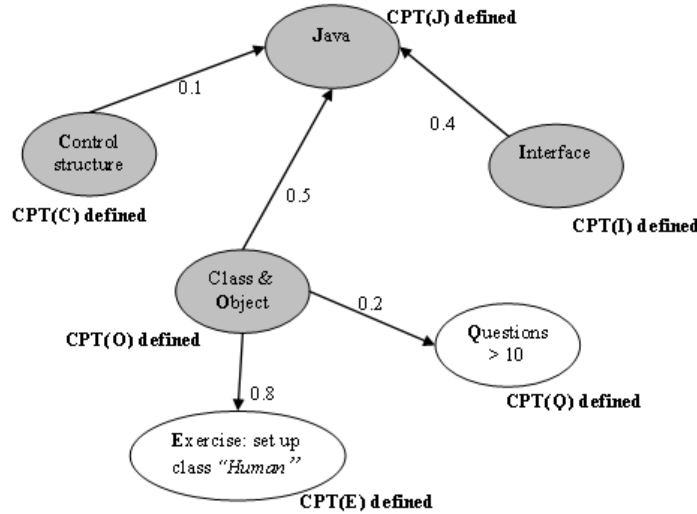 Java
CPT(J) defined
0.1
0.4
Control
structure
Interface
CPT(C) defined
CPT(I) defined
0.5
Class &
Object
0.2
CPT(O) defined
Questions
> 10
CPT(Q) defined
0.8
Exercise: set up
class “Human”
CPT(E) defined